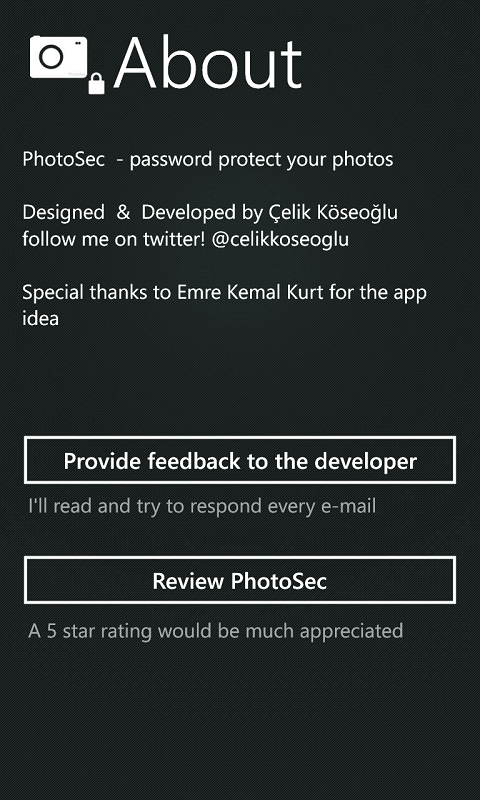 About
PhotoSec - password protect your photos
Designed & Developed by Çelik Köseoğlu
follow me on twitter! @celikkoseoglu
Special thanks to Emre Kemal Kurt for the app
idea
Provide feedback to the developer
I'll read and try to respond every e-mail
Review PhotoSec
A 5 star rating would be much appreciated